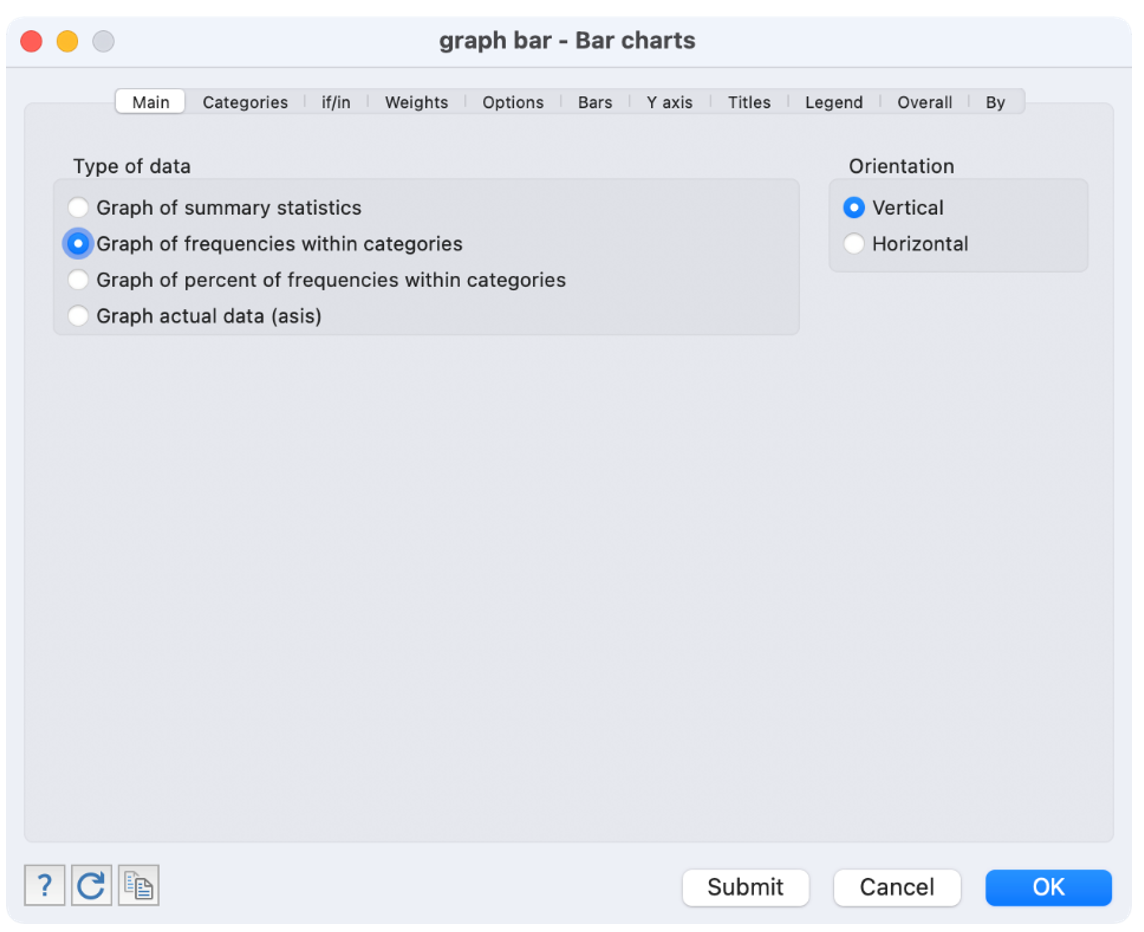 graph bar - Bar charts
Main Categories if/in Weights Options Bars Y axis Titles Legend Overall By
Type of data
Graph of summary statistics
Graph of frequencies within categories
Graph of percent of frequencies within categories
Graph actual data (asis)
Orientation
Vertical
Horizontal
?
Submit Cancel OK